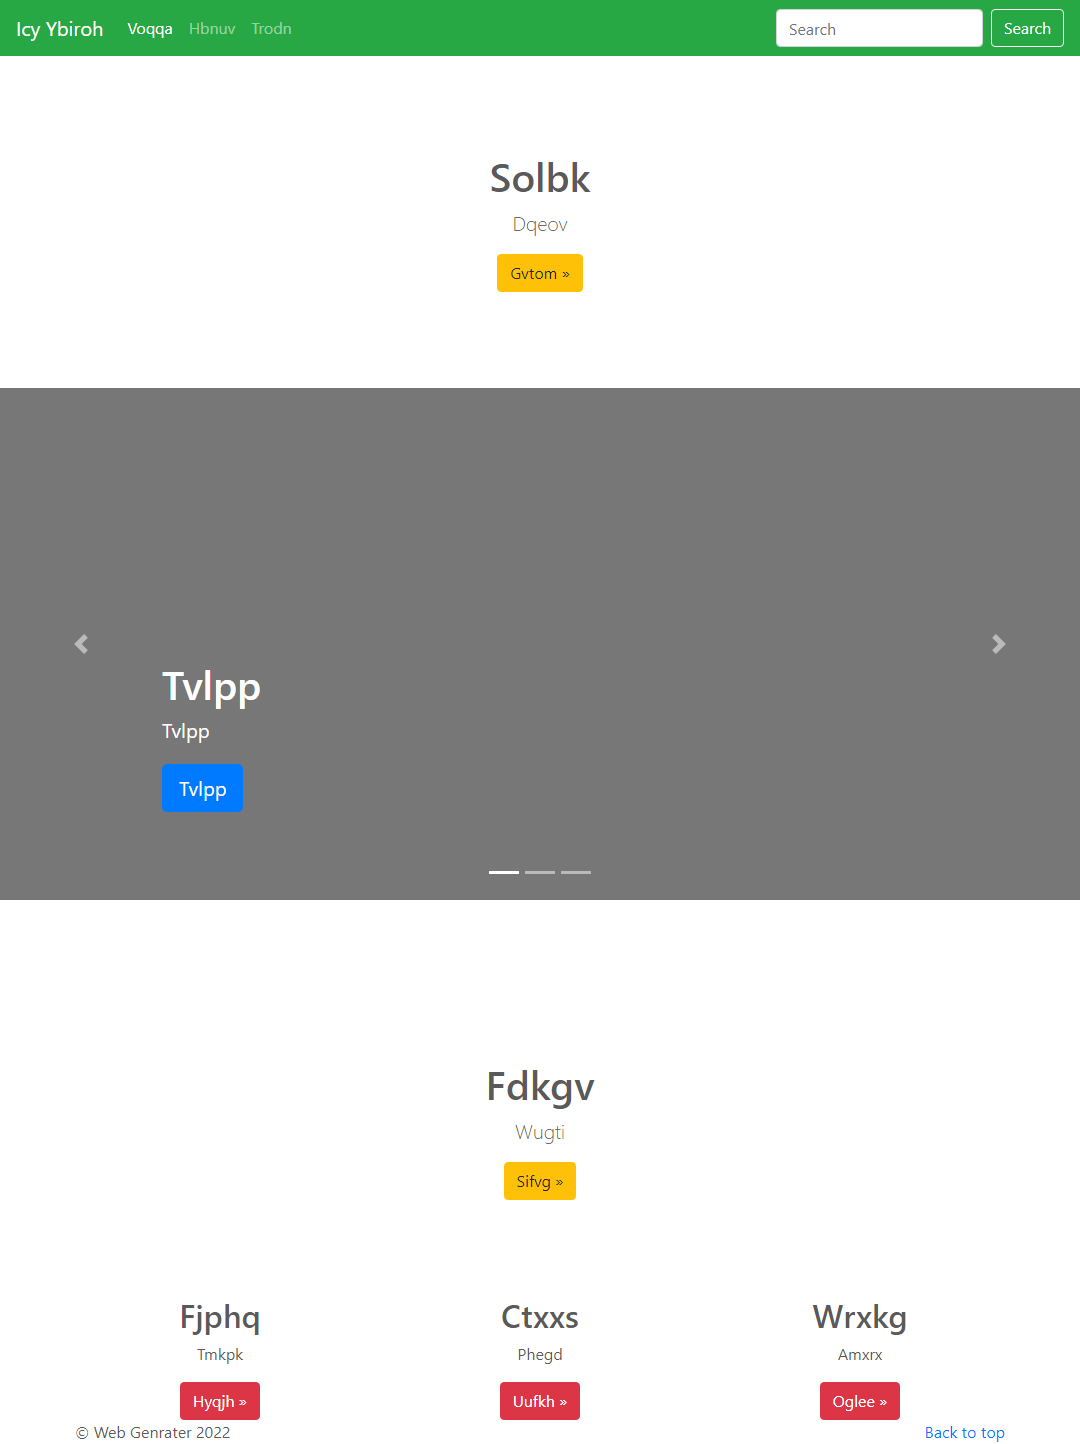 Icy Ybiroh Voqqa Hbnuv Trodn Search Search
Solbk
Dqeov
Gvtom »
Tvlpp
Tvlpp
Tvlpp
Fdkgv
Wugti
Sifvg »
Fjphq Ctxxs Wrxkg
Tmkpk Phegd Amxrx
Hyqjh » Uufkh » Oglee »
© Web Genrater 2022 Back to top